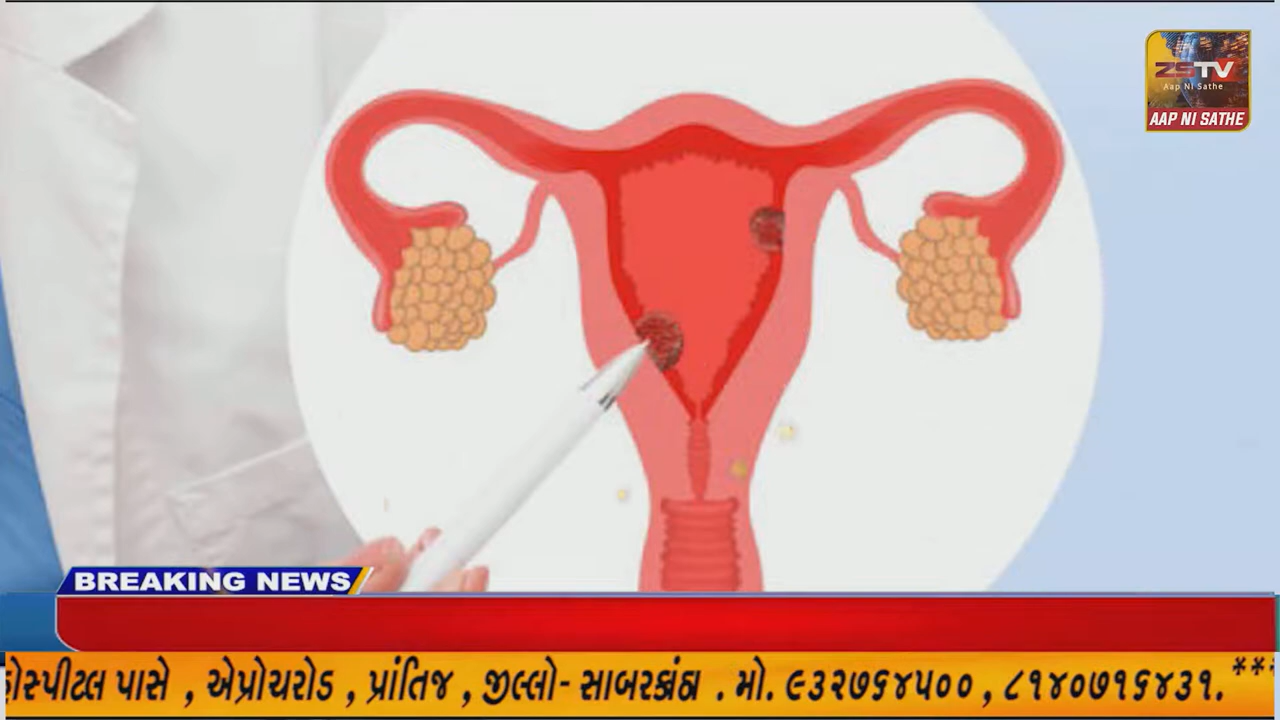 ZSTV
Aap Ni Sathe
AAP NI SATHE
BREAKING NEWS
હોસ્પીટલ પાસે , એપ્રોચરોડ , પ્રાંતિજ , જીલ્લો- સાબરકાંઠા . મો. ૯૩૨૭૬૪૫૦૦ , ૮૧૪૦૭૧૬૪૩૧. ***